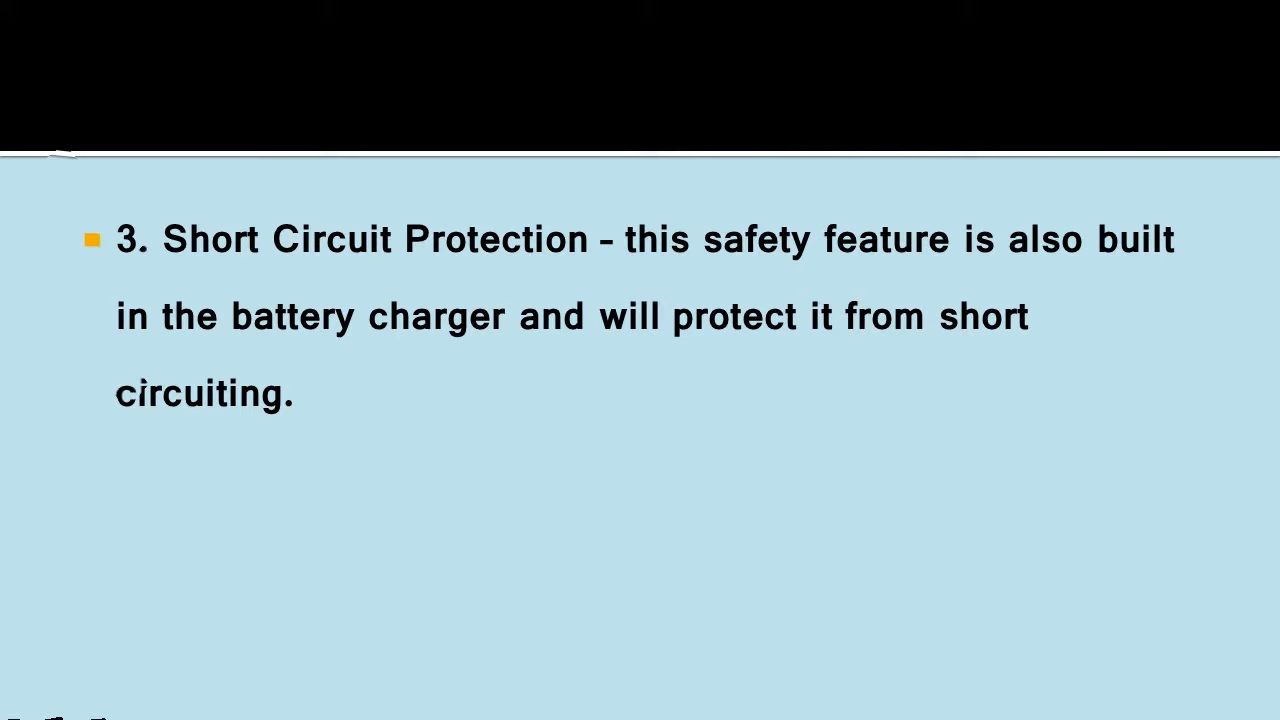 3. Short Circuit Protection - this safety feature is also built
in the battery charger and will protect it from short
circuiting.